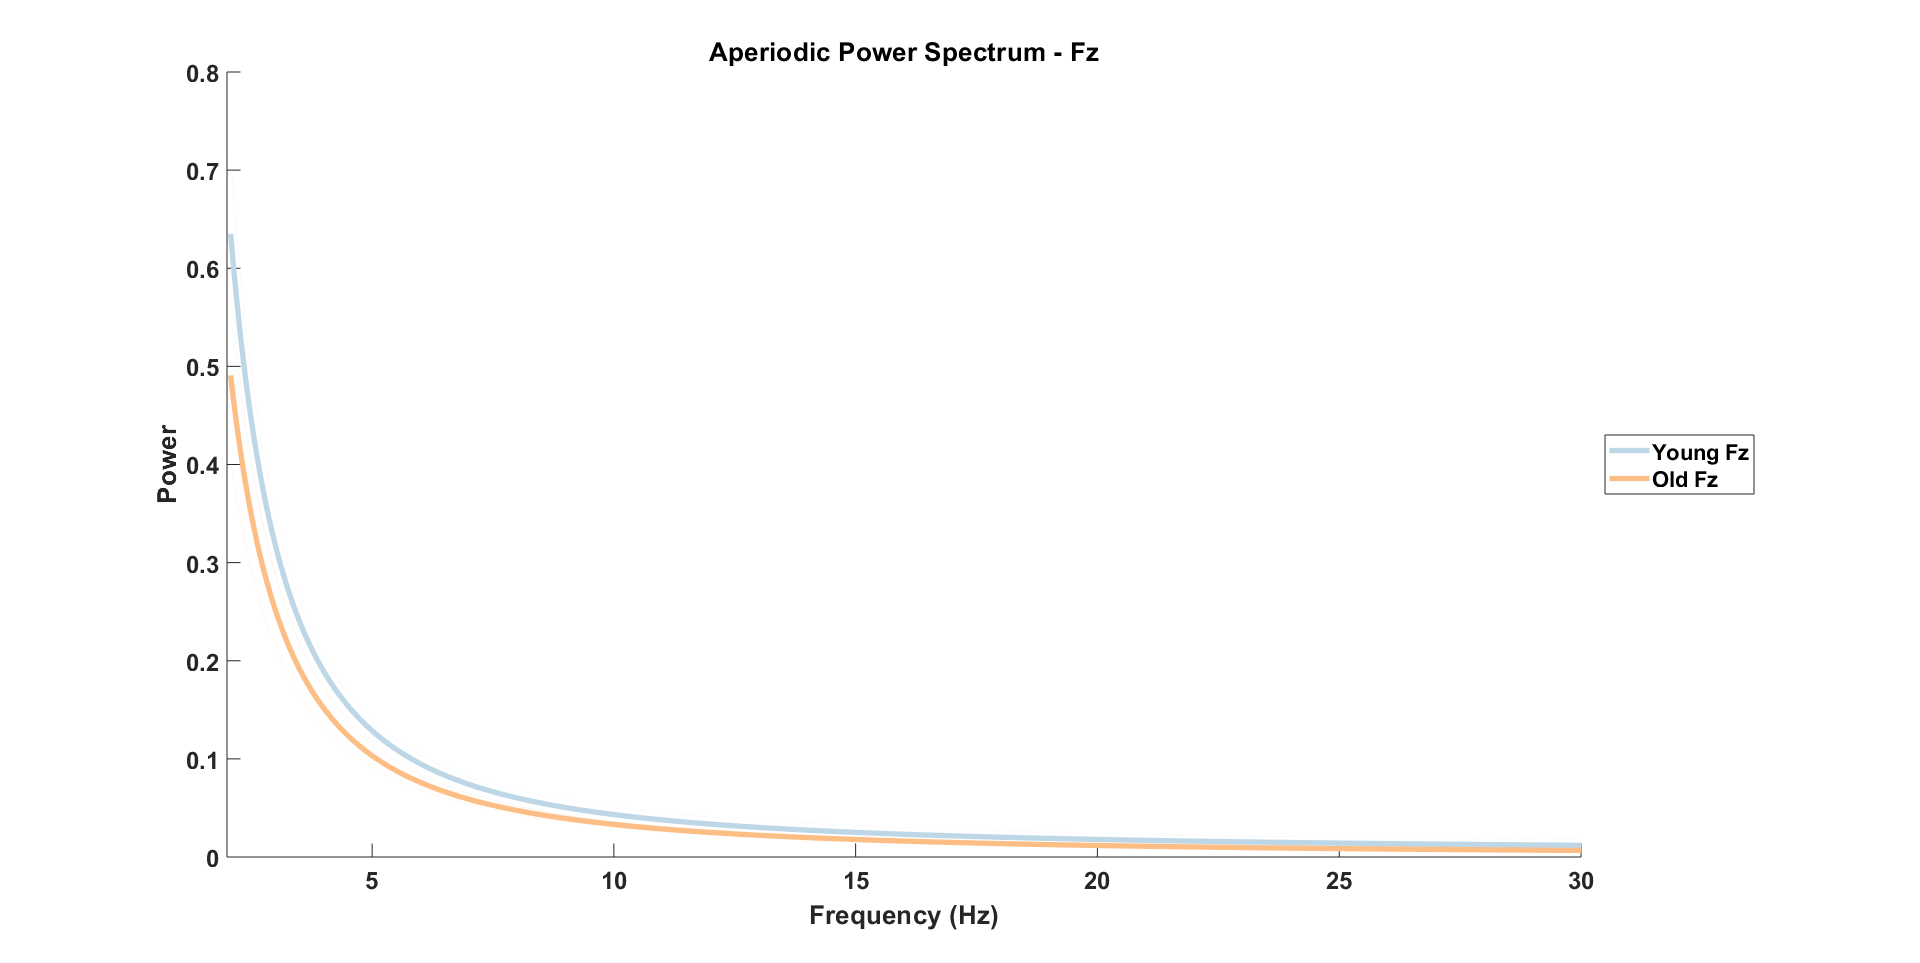 Aperiodic Power Spectrum - Fz
0.8
0.7
0.6
0.5
0.4
0.3
0.2
0.1
0
Power
5 10 15 20 25 30
Frequency (Hz)
Young Fz
Old Fz